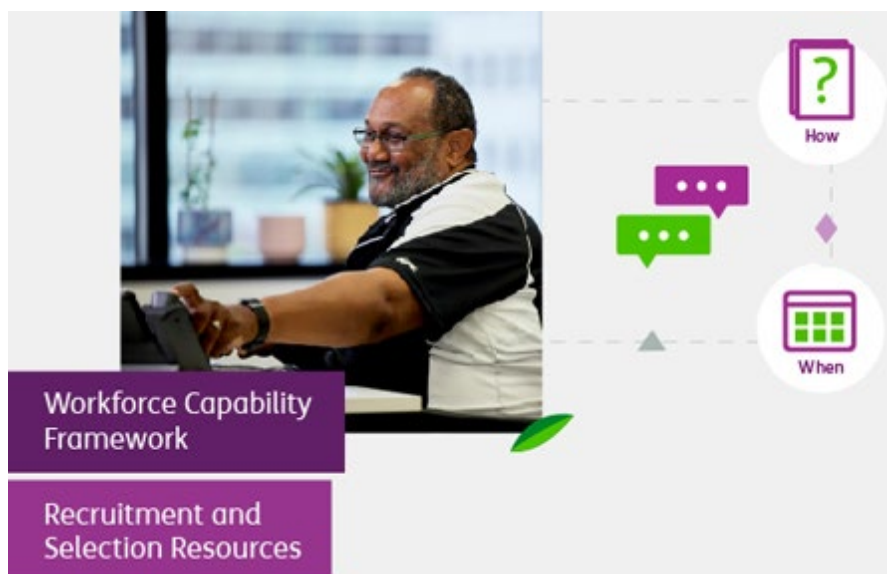 ?
How
When
Workforce Capability
Framework
Recruitment and
Selection Resources